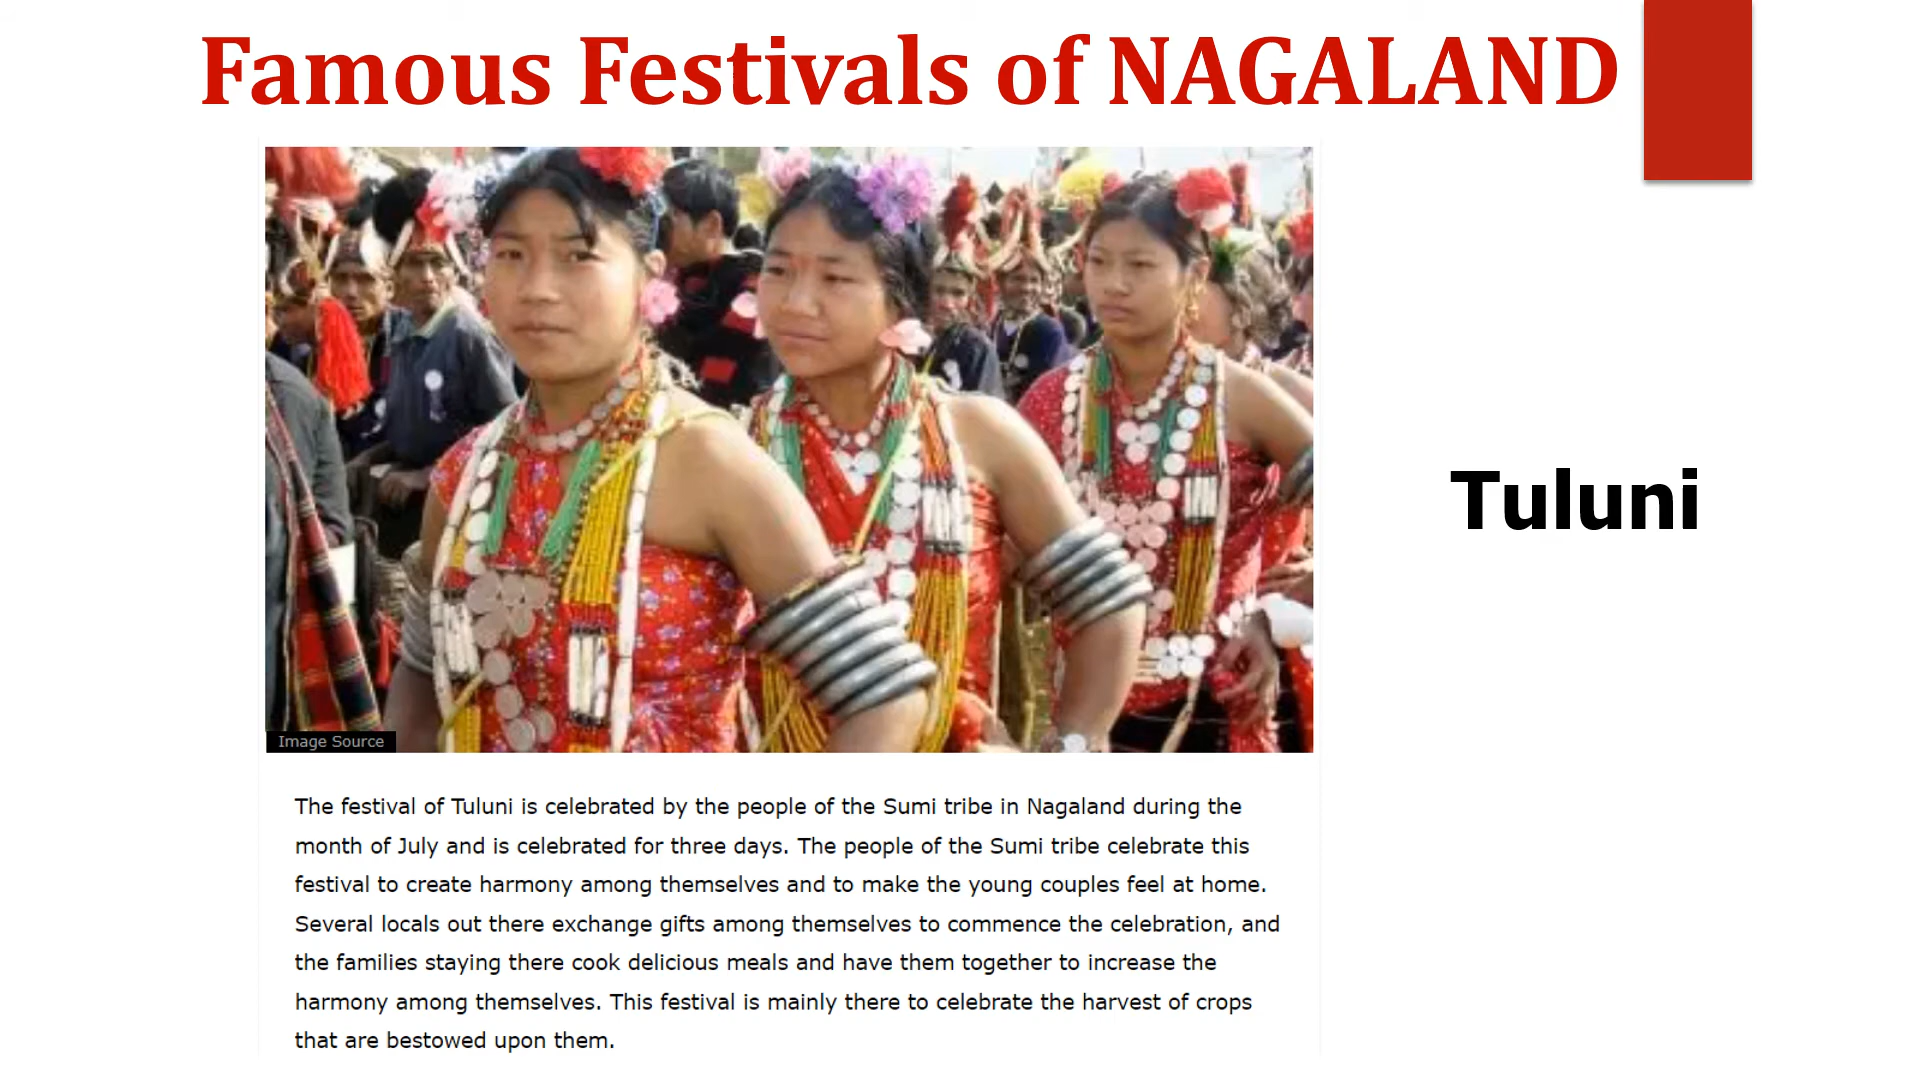 Famous Festivals of NAGALAND
Tuluni
Image Source
The festival of Tuluni is celebrated by the people of the Sumi tribe in Nagaland during the
month of July and is celebrated for three days. The people of the Sumi tribe celebrate this
festival to create harmony among themselves and to make the young couples feel at home.
Several locals out there exchange gifts among themselves to commence the celebration, and
the families staying there cook delicious meals and have them together to increase the
harmony among themselves. This festival is mainly there to celebrate the harvest of crops
that are bestowed upon them.